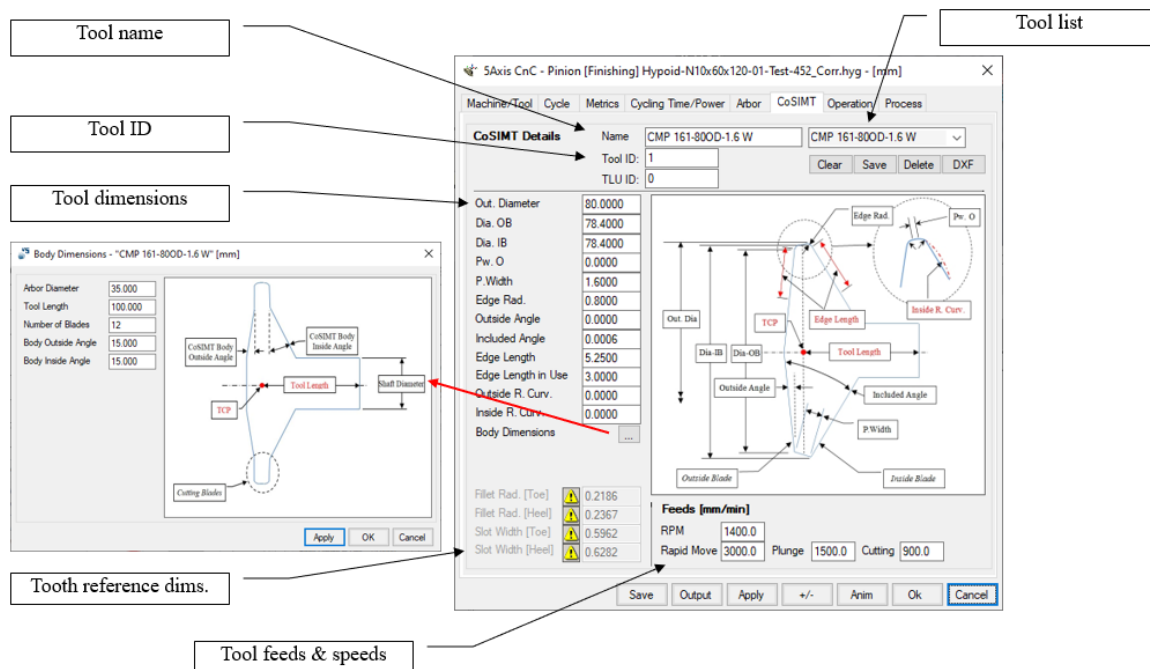 Tool name
Tool list
Tool ID
Tool dimensions
5Axis CnC - Pinion [Finishing] Hypoid-N10x60x120-01-Test-452_Corr.hyg - [mm]
Machine/Tool Cycle Metrics Cycling Time/Power Arbor CoSIMT Operation Process
CoSIMT Details Name CMP 161-80OD-1.6 W CMP 161-80OD-1.6 W
Tool ID: 1
Clear Save Delete DXF
TLU ID: 0
Out. Diameter 80.0000
Dia. OB 78.4000
Dia. IB 78.4000
Pw. O 0.0000
P.Width 1.6000
Edge Rad. 0.8000
Outside Angle 0.0000
Included Angle 0.0006
Edge Length 5.2500
Edge Length in Use 3.0000
Outside R. Curv. 0.0000
Inside R. Curv. 0.0000
Body Dimensions ...
Edge Rad.
Pw. O
Inside R. Curv.
Out. Dia
TCP
Edge Length
Dia-IB
Dia-OB
Tool Length
Outside Angle
Included Angle
P.Width
Outside Blade
Inside Blade
Fillet Rad. [Toe] 0.2186
Fillet Rad. [Heel] 0.2367
Slot Width [Toe] 0.5962
Slot Width [Heel] 0.6282
Feeds [mm/min]
RPM 1400.0
Rapid Move 3000.0 Plunge 1500.0 Cutting 900.0
Save Output Apply +/- Anim Ok Cancel
Body Dimensions - "CMP 161-80OD-1.6 W" [mm]
Arbor Diameter 35.000
Tool Length 100.000
Number of Blades 12
Body Outside Angle 15.000
Body Inside Angle 15.000
CoSIMT Body
Outside Angle
CoSIMT Body
Inside Angle
Tool Length
Shaft Diameter
TCP
Cutting Blades
Apply OK Cancel
Tooth reference dims.
Tool feeds & speeds